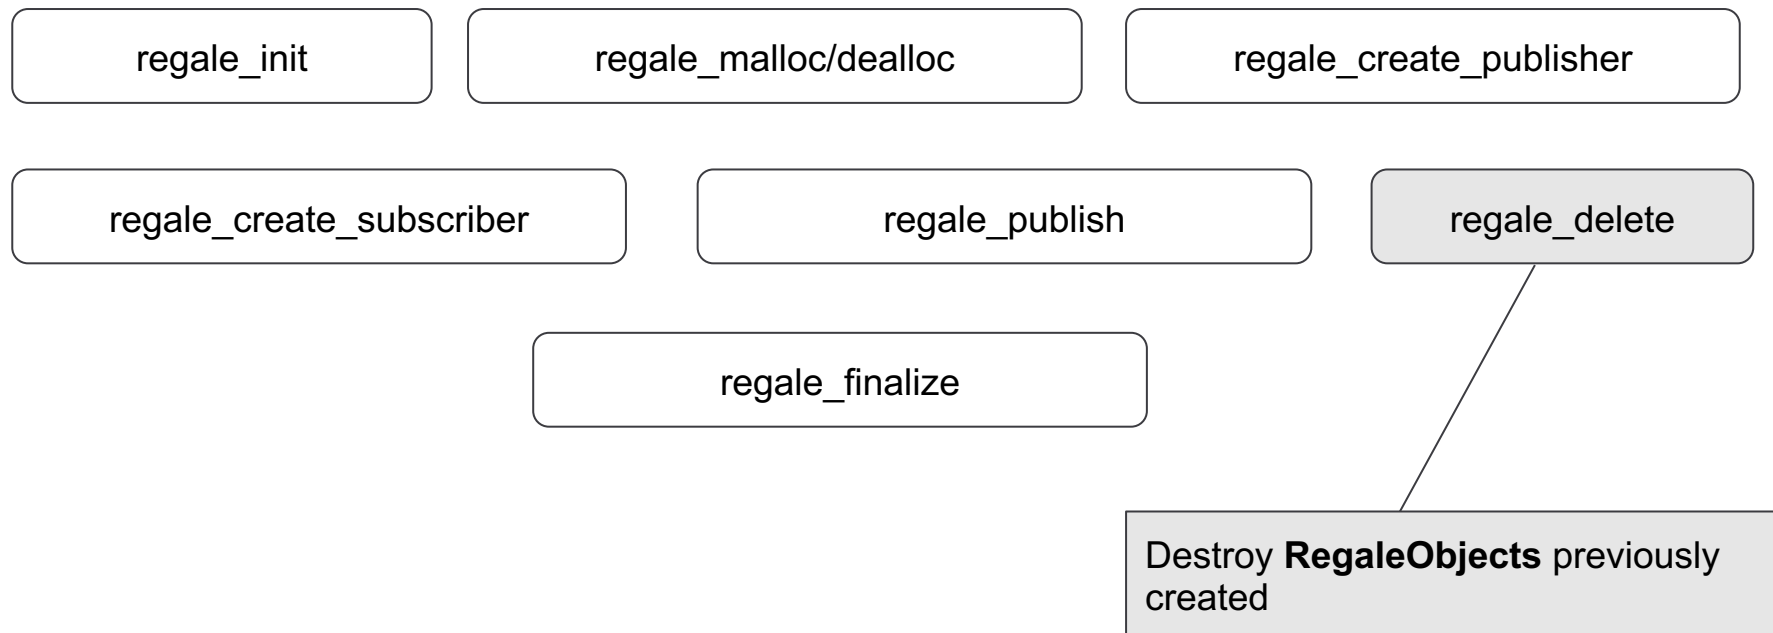 regale_init
regale_malloc/dealloc
regale_create_publisher
regale_create_subscriber
regale_publish
regale_delete
regale_finalize
Destroy RegaleObjects previously
created